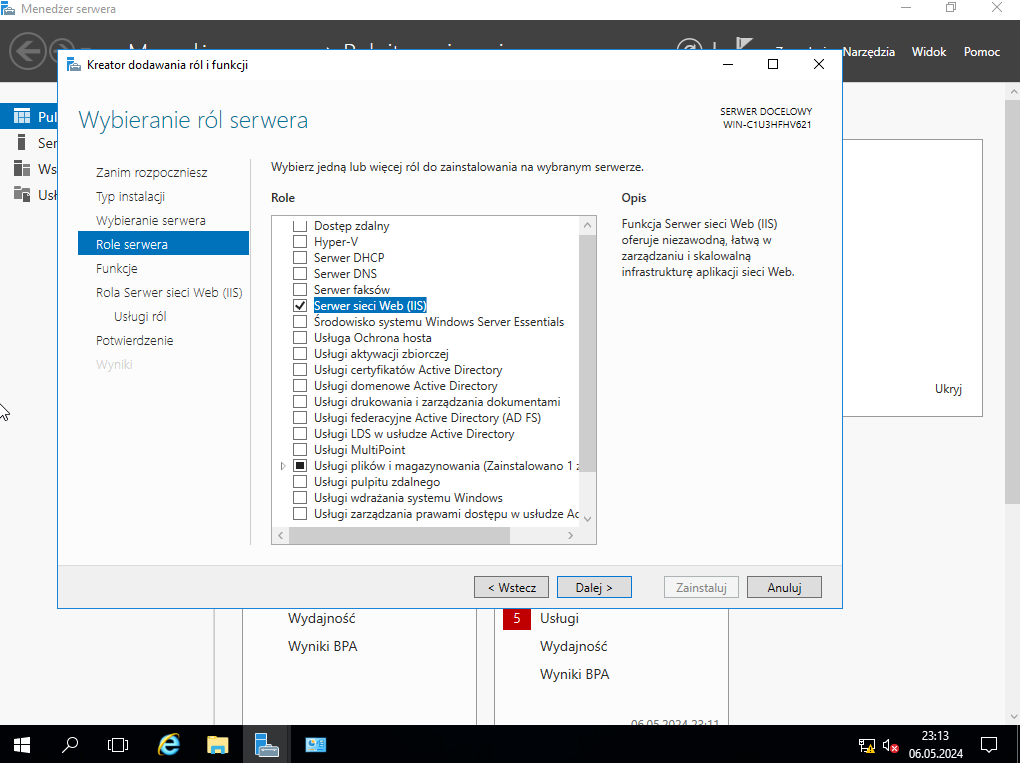 Menedżer serwera
Narzędzia Widok Pomoc
Kreator dodawania ról i funkcji
Wybieranie ról serwera
SERWER DOCELOWY
WIN-C1U3HFHV621
Zanim rozpoczniesz
Typ instalacji
Wybieranie serwera
Role serwera
Funkcje
Rola Serwer sieci Web (IIS)
Usługi ról
Potwierdzenie
Wyniki
Wybierz jedną lub więcej ról do zainstalowania na wybranym serwerze.
Role
Dostęp zdalny
Hyper-V
Serwer DHCP
Serwer DNS
Serwer faksów
Serwer sieci Web (IIS)
Środowisko systemu Windows Server Essentials
Usługa Ochrona hosta
Usługi aktywacji zbiorczej
Usługi certyfikatów Active Directory
Usługi domenowe Active Directory
Usługi drukowania i zarządzania dokumentami
Usługi federacyjne Active Directory (AD FS)
Usługi LDS w usłudze Active Directory
Usługi MultiPoint
Usługi plików i magazynowania (Zainstalowano 1 z
Usługi pulpitu zdalnego
Usługi wdrażania systemu Windows
Usługi zarządzania prawami dostępu w usłudze Ac
Opis
Funkcja Serwer sieci Web (IIS)
oferuje niezawodną, łatwą w
zarządzaniu i skalowalną
infrastrukturę aplikacji sieci Web.
< Wstecz
Dalej >
Zainstaluj
Anuluj
Pul
Ser
Ws
Usł
Ukryj
Wydajność
Wyniki BPA
5 Usługi
Wydajność
Wyniki BPA
06.05.2024 23:11
23:13
06.05.2024